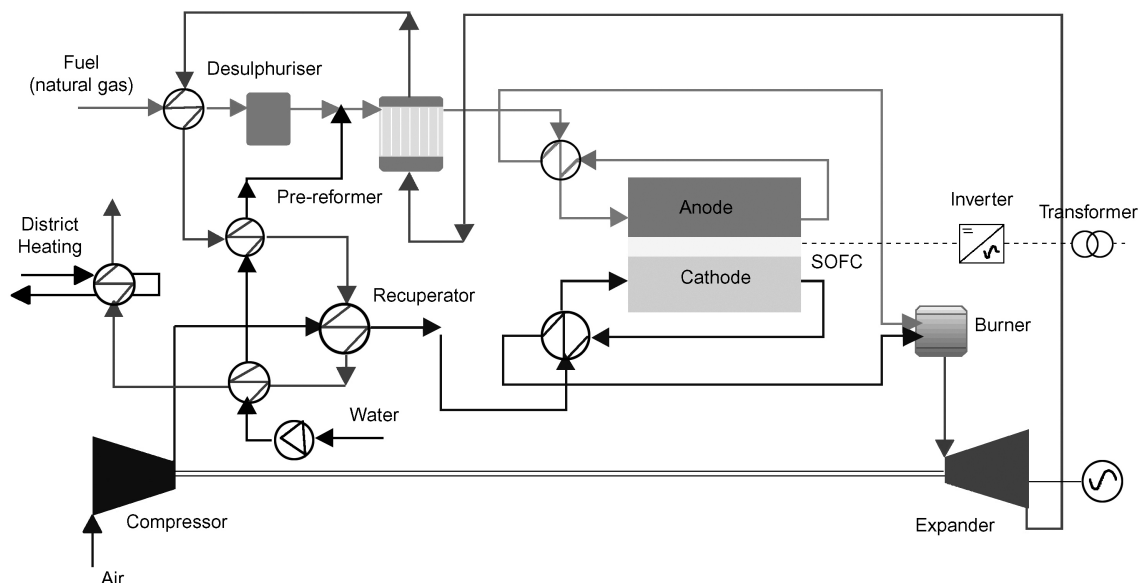 Fuel
(natural gas)
Desulphuriser
Pre-reformer
District
Heating
Recuperator
Water
Compressor
Air
Anode
Cathode
SOFC
Inverter
Transformer
Burner
Expander